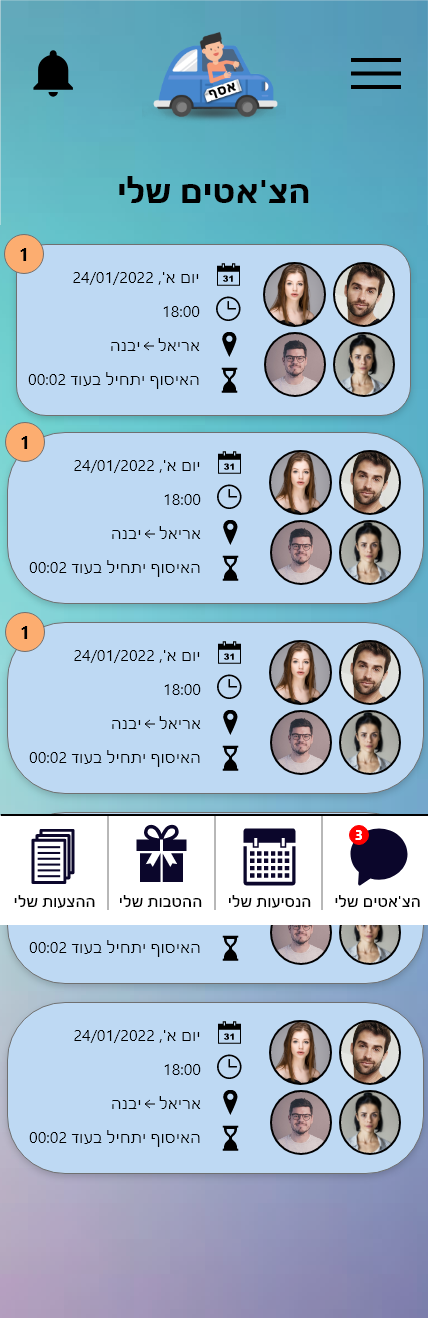 אסף
הצ'אטים שלי
1
יום א', 24/01/2022
31
18:00
אריאל ← יבנה
האיסוף יתחיל בעוד 00:02
1
יום א', 24/01/2022
31
18:00
אריאל ← יבנה
האיסוף יתחיל בעוד 00:02
1
יום א', 24/01/2022
31
18:00
אריאל ← יבנה
האיסוף יתחיל בעוד 00:02
3
הצ'אטים שלי
הנסיעות שלי
ההטבות שלי
ההצעות שלי
האיסוף יתחיל בעוד 00:02
יום א', 24/01/2022
31
18:00
אריאל ← יבנה
האיסוף יתחיל בעוד 00:02